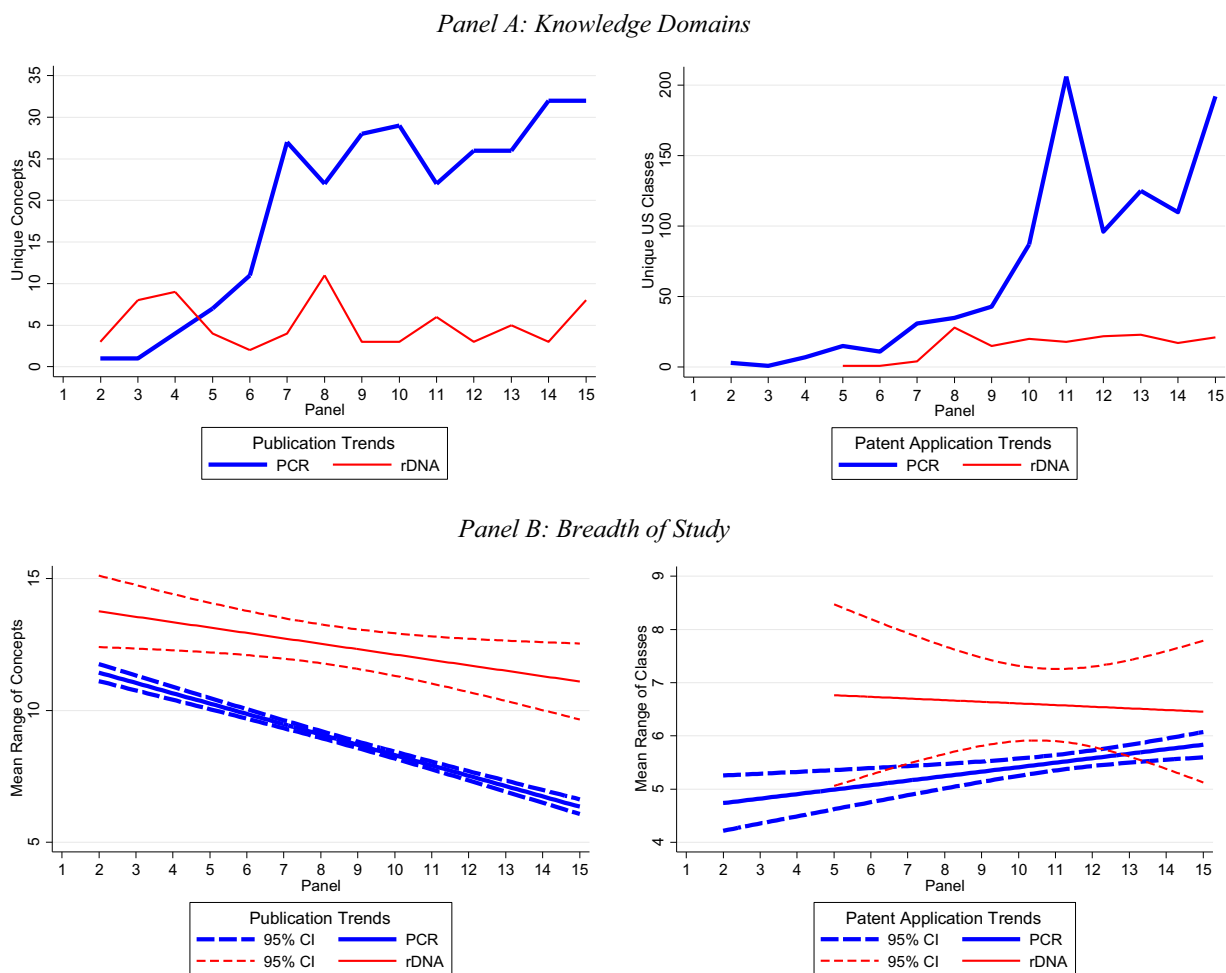 Panel A: Knowledge Domains
35
30
25
20
15
10
5
0
Unique Concepts
1 2 3 4 5 6 7 8 9 10 11 12 13 14 15
Panel
Publication Trends
PCR rDNA
200
150
100
50
0
Unique US Classes
1 2 3 4 5 6 7 8 9 10 11 12 13 14 15
Panel
Patent Application Trends
PCR rDNA
Panel B: Breadth of Study
15
10
5
Mean Range of Concepts
1 2 3 4 5 6 7 8 9 10 11 12 13 14 15
Panel
Publication Trends
95% CI PCR
95% CI rDNA
9
8
7
6
5
4
Mean Range of Classes
1 2 3 4 5 6 7 8 9 10 11 12 13 14 15
Panel
Patent Application Trends
95% CI PCR
95% CI rDNA